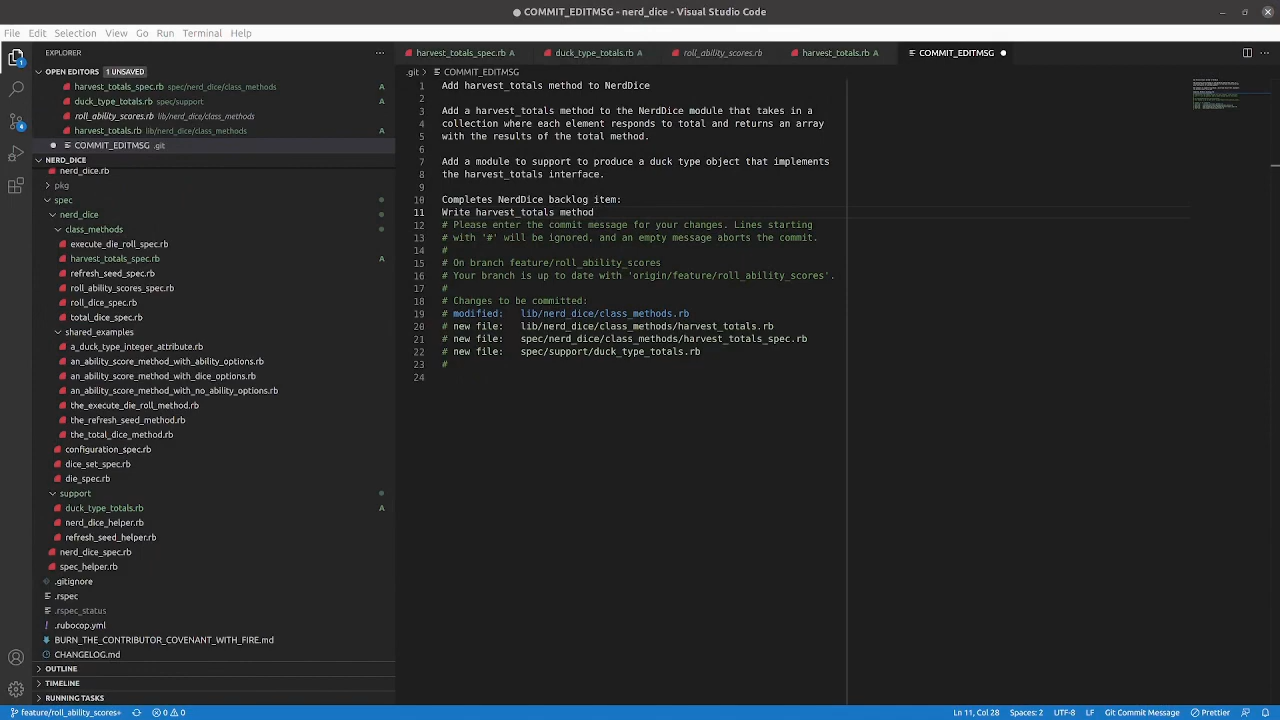 COMMIT_EDITMSG - nerd_dice - Visual Studio Code
File Edit Selection View Go Run Terminal Help
EXPLORER
OPEN EDITORS 1 UNSAVED
harvest_totals_spec.rb spec/nerd_dice/class_methods A
duck_type_totals.rb spec/support A
roll_ability_scores.rb lib/nerd_dice/class_methods
harvest_totals.rb lib/nerd_dice/class_methods A
COMMIT_EDITMSG .git
NERD_DICE
nerd_dice.rb
pkg
spec
nerd_dice
class_methods
execute_die_roll_spec.rb
harvest_totals_spec.rb A
refresh_seed_spec.rb
roll_ability_scores_spec.rb
roll_dice_spec.rb
total_dice_spec.rb
shared_examples
a_duck_type_integer_attribute.rb
an_ability_score_method_with_ability_options.rb
an_ability_score_method_with_dice_options.rb
an_ability_score_method_with_no_ability_options.rb
the_execute_die_roll_method.rb
the_refresh_seed_method.rb
the_total_dice_method.rb
configuration_spec.rb
dice_set_spec.rb
die_spec.rb
support
duck_type_totals.rb A
nerd_dice_helper.rb
refresh_seed_helper.rb
nerd_dice_spec.rb
spec_helper.rb
.gitignore
.rspec
.rspec_status
.rubocop.yml
BURN_THE_CONTRIBUTOR_COVENANT_WITH_FIRE.md
CHANGELOG.md
OUTLINE
TIMELINE
RUNNING TASKS
1
4
harvest_totals_spec.rb A duck_type_totals.rb A roll_ability_scores.rb harvest_totals.rb A COMMIT_EDITMSG
.git > COMMIT_EDITMSG
1 Add harvest_totals method to NerdDice
2
3 Add a harvest_totals method to the NerdDice module that takes in a
4 collection where each element responds to total and returns an array
5 with the results of the total method.
6
7 Add a module to support to produce a duck type object that implements
8 the harvest_totals interface.
9
10 Completes NerdDice backlog item:
11 Write harvest_totals method
12 # Please enter the commit message for your changes. Lines starting
13 # with '#' will be ignored, and an empty message aborts the commit.
14 #
15 # On branch feature/roll_ability_scores
16 # Your branch is up to date with 'origin/feature/roll_ability_scores'.
17 #
18 # Changes to be committed:
19 # modified: lib/nerd_dice/class_methods.rb
20 # new file: lib/nerd_dice/class_methods/harvest_totals.rb
21 # new file: spec/nerd_dice/class_methods/harvest_totals_spec.rb
22 # new file: spec/support/duck_type_totals.rb
23 #
24
feature/roll_ability_scores+ 0 0 Ln 11, Col 28 Spaces: 2 UTF-8 LF Git Commit Message Prettier